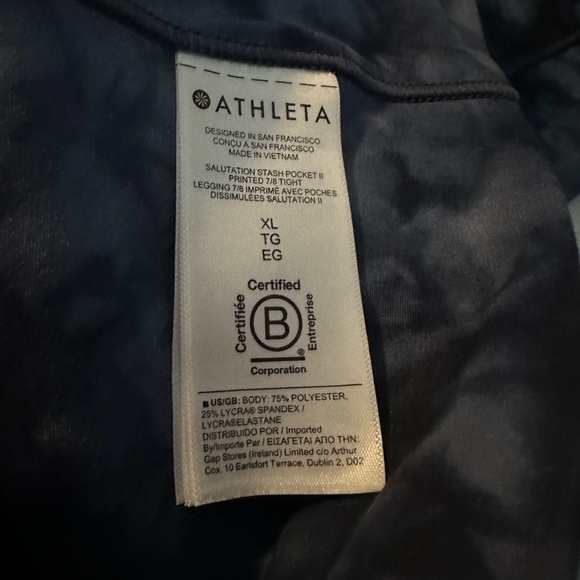 ATHLETA
DESIGNED IN SAN FRANCISCO
CONÇU À SAN FRANCISCO
MADE IN VIETNAM
SALUTATION STASH POCKET II
PRINTED 7/8 TIGHT
LEGGING 7/8 IMPRIMÉ AVEC POCHES
DISSIMULÉES SALUTATION II
XL
TG
EG
Certified
Certifiée
B
Entreprise
®
Corporation
US/GB: BODY: 75% POLYESTER,
25% LYCRA® SPANDEX /
LYCRA®ELASTANE
DISTRIBUIDO POR / Imported
By/Importe Par / ΕΙΣΑΓΕΤΑΙ ΑΠΟ ΤΗΝ:
Gap Stores (Ireland) Limited c/o Arthur
Cox. 10 Earlsfort Terrace, Dublin 2, D02